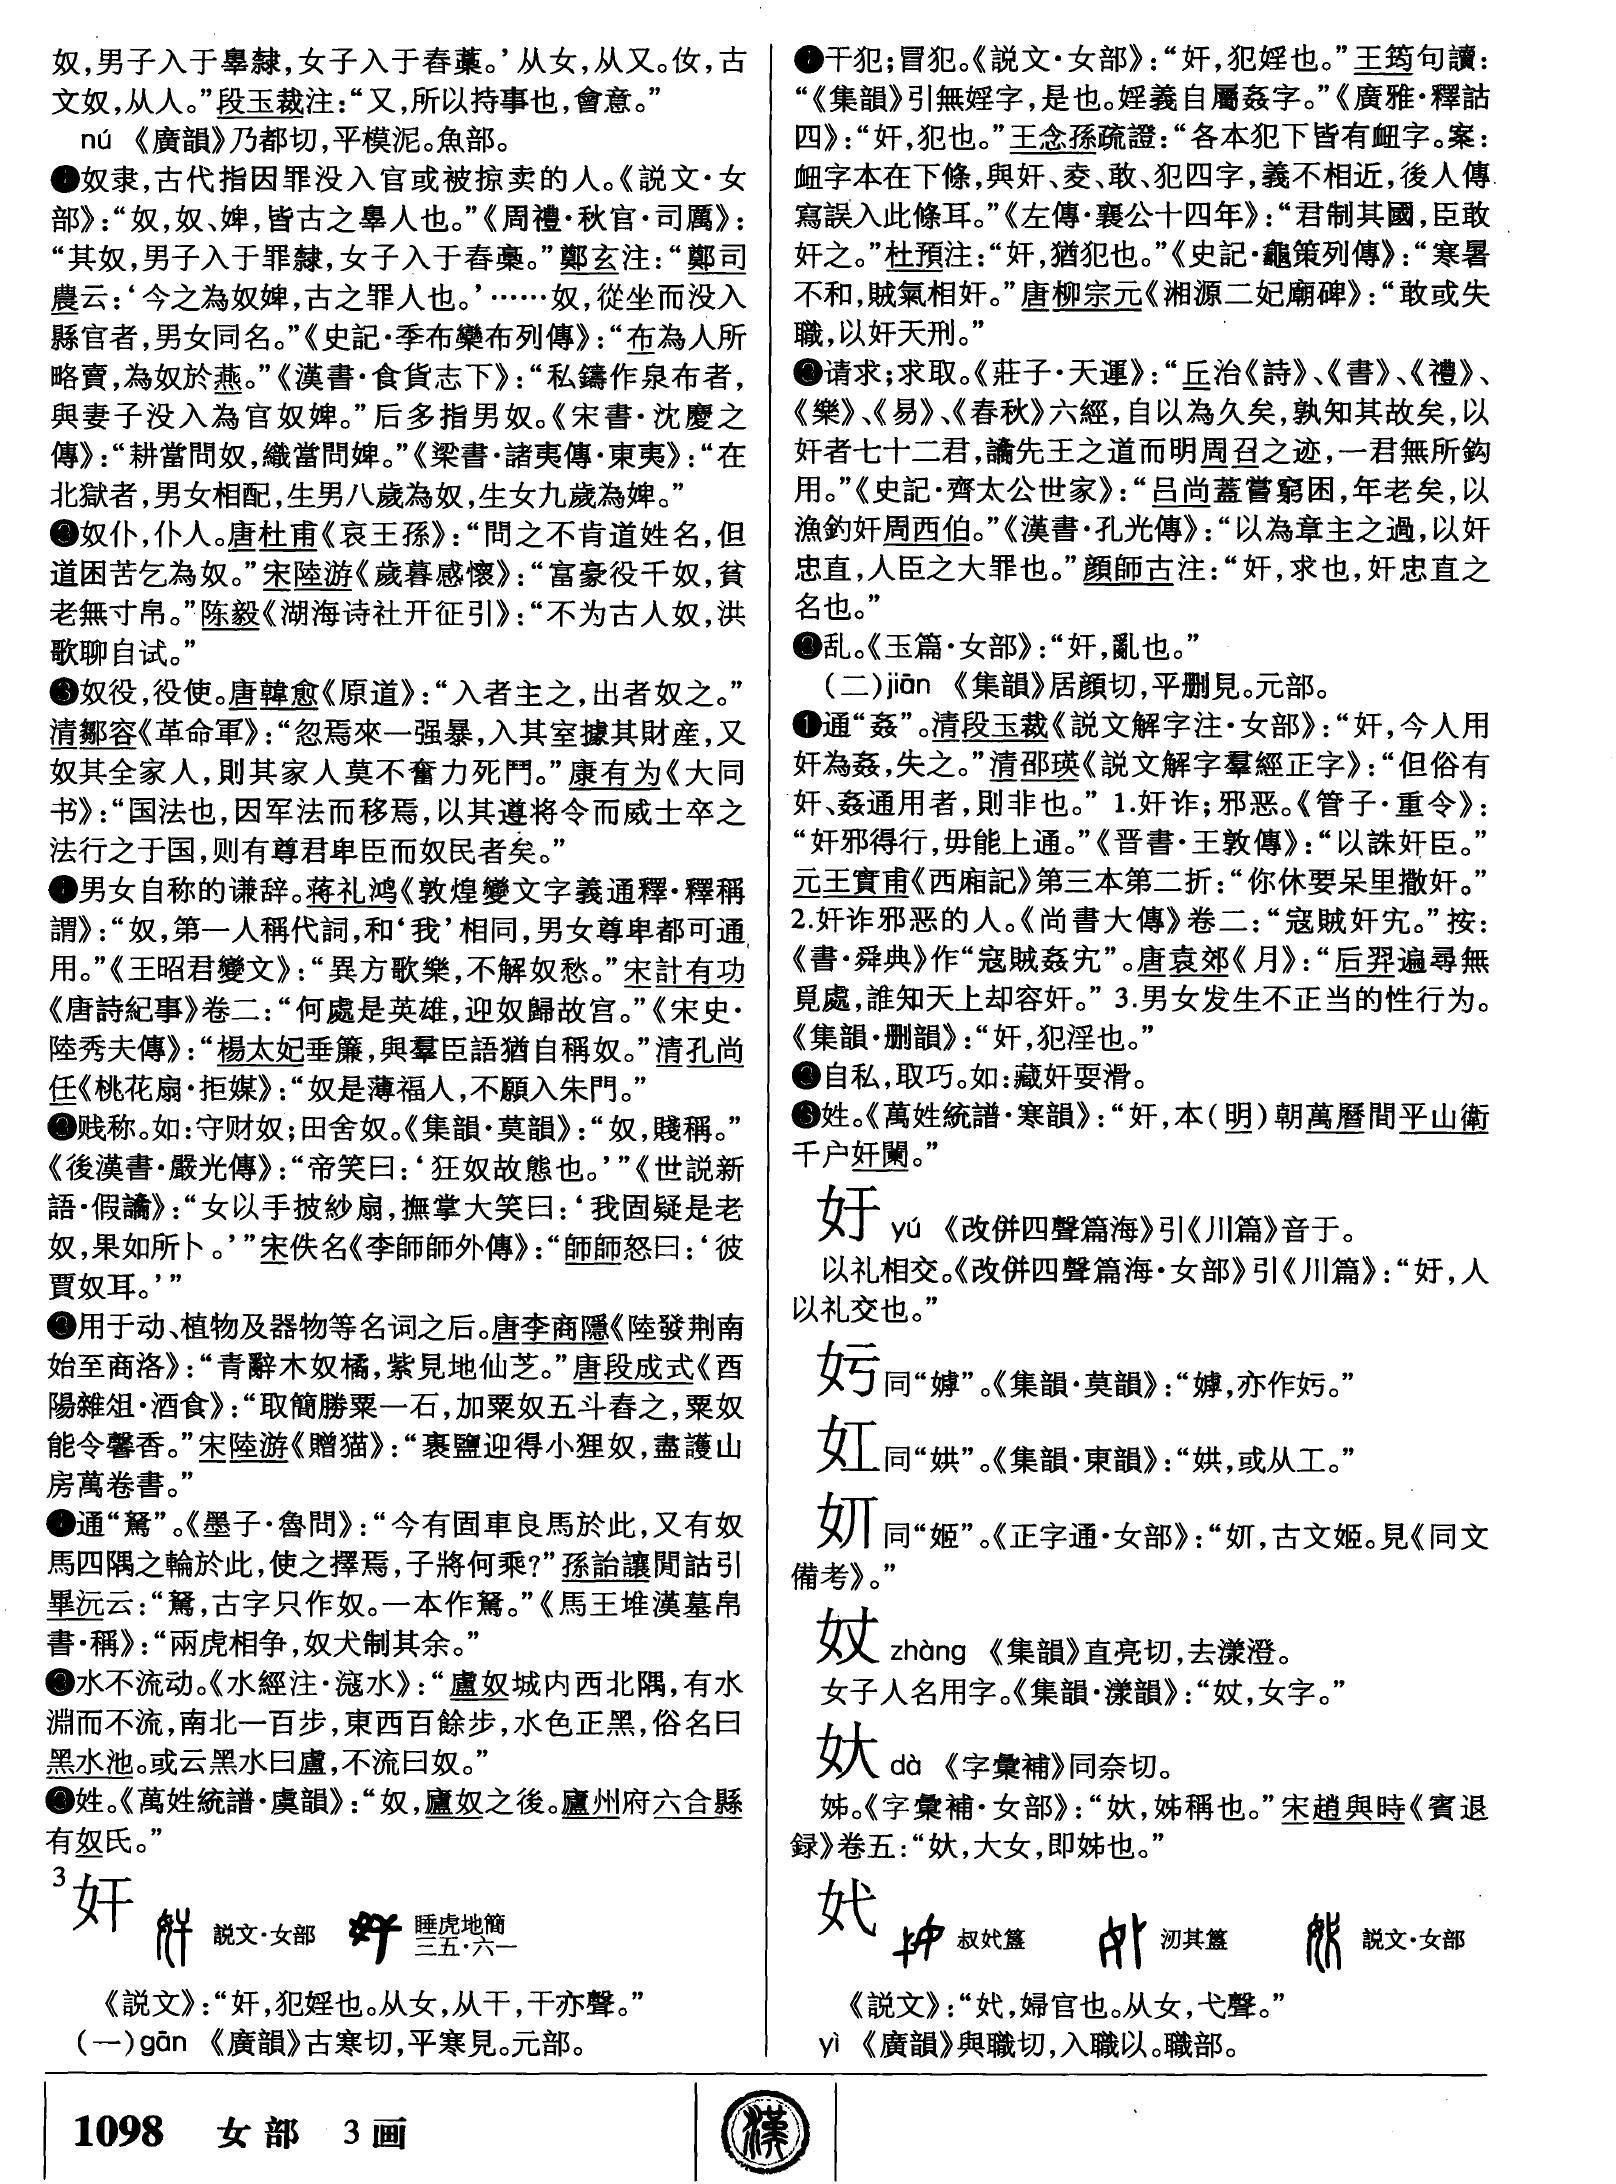 奴,男子入于辠隸,女子入于舂藁。’从女,从又。㚢,古
文奴,从人。”段玉裁注:“又,所以持事也,會意。”
nú 《廣韻》乃都切,平模泥。魚部。
❶奴隶,古代指因罪没入官或被掠卖的人。《説文·女
部》:“奴,奴、婢,皆古之辠人也。”《周禮·秋官·司厲》:
“其奴,男子入于罪隸,女子入于舂槀。”鄭玄注:“鄭司
農云:‘今之為奴婢,古之罪人也。’……奴,從坐而没入
縣官者,男女同名。”《史記·季布欒布列傳》:“布為人所
略賣,為奴於燕。”《漢書·食貨志下》:“私鑄作泉布者,
與妻子没入為官奴婢。”后多指男奴。《宋書·沈慶之
傳》:“耕當問奴,織當問婢。”《梁書·諸夷傳·東夷》:“在
北獄者,男女相配,生男八歲為奴,生女九歲為婢。”
❷奴仆,仆人。唐杜甫《哀王孫》:“問之不肯道姓名,但
道困苦乞為奴。”宋陸游《歲暮感懷》:“富豪役千奴,貧
老無寸帛。”陈毅《湖海诗社开征引》:“不为古人奴,洪
歌聊自试。”
❸奴役,役使。唐韓愈《原道》:“入者主之,出者奴之。”
清鄒容《革命軍》:“忽焉來一强暴,入其室據其財産,又
奴其全家人,則其家人莫不奮力死鬥。”康有为《大同
书》:“国法也,因军法而移焉,以其遵将令而威士卒之
法行之于国,则有尊君卑臣而奴民者矣。”
❹男女自称的谦辞。蒋礼鸿《敦煌變文字義通釋·釋稱
謂》:“奴,第一人稱代詞,和‘我’相同,男女尊卑都可通
用。”《王昭君變文》:“異方歌樂,不解奴愁。”宋計有功
《唐詩紀事》卷二:“何處是英雄,迎奴歸故宫。”《宋史·
陸秀夫傳》:“楊太妃垂簾,與羣臣語猶自稱奴。”清孔尚
任《桃花扇·拒媒》:“奴是薄福人,不願入朱門。”
❺贱称。如:守财奴;田舍奴。《集韻·莫韻》:“奴,賤稱。”
《後漢書·嚴光傳》:“帝笑曰:‘狂奴故態也。’”《世説新
語·假譎》:“女以手披紗扇,撫掌大笑曰:‘我固疑是老
奴,果如所卜。’”宋佚名《李師師外傳》:“師師怒曰:‘彼
賈奴耳。’”
❻用于动、植物及器物等名词之后。唐李商隱《陸發荆南
始至商洛》:“青辭木奴橘,紫見地仙芝。”唐段成式《酉
陽雜俎·酒食》:“取簡勝粟一石,加粟奴五斗舂之,粟奴
能令馨香。”宋陸游《贈猫》:“裹鹽迎得小狸奴,盡護山
房萬卷書。”
❼通“駑”。《墨子·魯問》:“今有固車良馬於此,又有奴
馬四隅之輪於此,使之擇焉,子將何乘?”孫詒讓閒詁引
畢沅云:“駑,古字只作奴。一本作駑。”《馬王堆漢墓帛
書·稱》:“兩虎相争,奴犬制其余。”
❽水不流动。《水經注·滱水》:“盧奴城内西北隅,有水
淵而不流,南北一百步,東西百餘步,水色正黑,俗名曰
黑水池。或云黑水曰盧,不流曰奴。”
❾姓。《萬姓統譜·虞韻》:“奴,廬奴之後。廬州府六合縣
有奴氏。”
3奸 説文·女部 睡虎地簡三五·六一
《説文》:“奸,犯婬也。从女,从干,干亦聲。”
(一)gān 《廣韻》古寒切,平寒見。元部。
❶干犯;冒犯。《説文·女部》:“奸,犯婬也。”王筠句讀:
“《集韻》引無婬字,是也。婬義自屬姦字。”《廣雅·釋詁
四》:“奸,犯也。”王念孫疏證:“各本犯下皆有衄字。案:
衄字本在下條,與奸、奊、敢、犯四字,義不相近,後人傳
寫誤入此條耳。”《左傳·襄公十四年》:“君制其國,臣敢
奸之。”杜預注:“奸,猶犯也。”《史記·龜策列傳》:“寒暑
不和,賊氣相奸。”唐柳宗元《湘源二妃廟碑》:“敢或失
職,以奸天刑。”
❷请求;求取。《莊子·天運》:“丘治《詩》、《書》、《禮》、
《樂》、《易》、《春秋》六經,自以為久矣,孰知其故矣,以
奸者七十二君,譎先王之道而明周召之迹,一君無所鈎
用。”《史記·齊太公世家》:“吕尚蓋嘗窮困,年老矣,以
漁釣奸周西伯。”《漢書·孔光傳》:“以為章主之過,以奸
忠直,人臣之大罪也。”顔師古注:“奸,求也,奸忠直之
名也。”
❸乱。《玉篇·女部》:“奸,亂也。”
(二)jiān 《集韻》居顔切,平删見。元部。
❶通“姦”。清段玉裁《説文解字注·女部》:“奸,今人用
奸為姦,失之。”清邵瑛《説文解字羣經正字》:“但俗有
奸、姦通用者,則非也。” 1.奸诈;邪恶。《管子·重令》:
“奸邪得行,毋能上通。”《晋書·王敦傳》:“以誅奸臣。”
元王實甫《西廂記》第三本第二折:“你休要呆里撒奸。”
2.奸诈邪恶的人。《尚書大傳》卷二:“寇賊奸宄。”按:
《書·舜典》作“寇賊姦宄”。唐袁郊《月》:“后羿遍尋無
覓處,誰知天上却容奸。” 3.男女发生不正当的性行为。
《集韻·删韻》:“奸,犯淫也。”
❷自私,取巧。如:藏奸耍滑。
❸姓。《萬姓統譜·寒韻》:“奸,本(明)朝萬曆間平山衛
千户奸闌。”
㚥 yú 《改併四聲篇海》引《川篇》音于。
以礼相交。《改併四聲篇海·女部》引《川篇》:“㚥,人
以礼交也。”
妔同“嫭”。《集韻·莫韻》:“嫭,亦作㚢。”
㚰同“㛞”。《集韻·東韻》:“㛞,或从工。”
㚤同“姬”。《正字通·女部》:“㚤,古文姬。見《同文
備考》。”
㚳 zhàng 《集韻》直亮切,去漾澄。
女子人名用字。《集韻·漾韻》:“㚳,女字。”
㚐 dà 《字彙補》同奈切。
姊。《字彙補·女部》:“㚐,姊稱也。”宋趙與時《賓退
録》卷五:“㚐,大女,即姊也。”
妷 叔妷簋 沏其簋 説文·女部
《説文》:“㚤,婦官也。从女,弋聲。”
yì 《廣韻》與職切,入職以。職部。
1098 女部 3画
漢